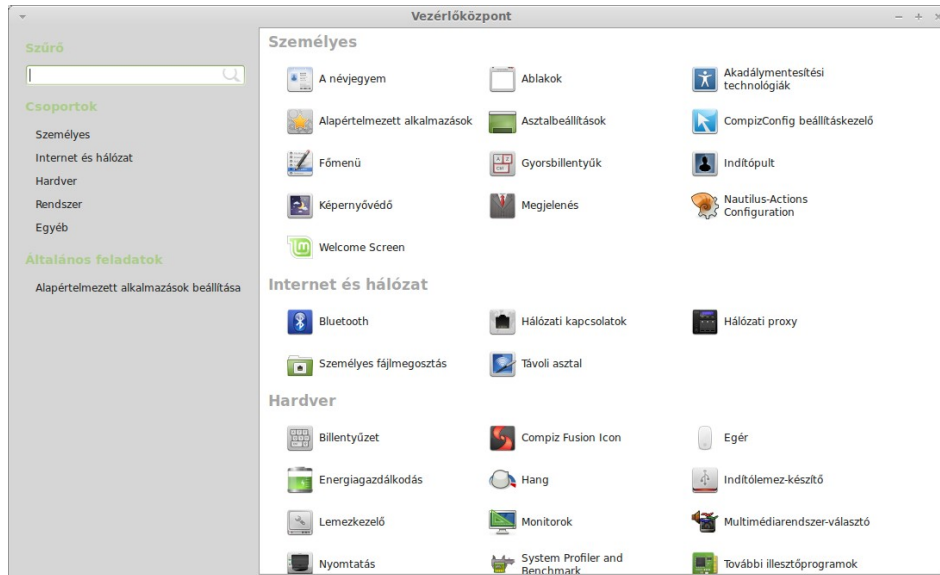 Vezérlőközpont
Szűrő
Csoportok
Személyes
Internet és hálózat
Hardver
Rendszer
Egyéb
Általános feladatok
Alapértelmezett alkalmazások beállítása
Személyes
A névjegyem
Ablakok
Akadálymentesítési
technológiák
Alapértelmezett alkalmazások
Asztalbeállítások
CompizConfig beállításkezelő
Főmenü
Gyorsbillentyűk
Indítópult
Képernyővédő
Megjelenés
Nautilus-Actions
Configuration
Welcome Screen
Internet és hálózat
Bluetooth
Hálózati kapcsolatok
Hálózati proxy
Személyes fájlmegosztás
Távoli asztal
Hardver
Billentyűzet
Compiz Fusion Icon
Egér
Energiagazdálkodás
Hang
Indítólemez-készítő
Lemezkezelő
Monitorok
Multimédiarendszer-választó
Nyomtatás
System Profiler and
Benchmark
További illesztőprogramok